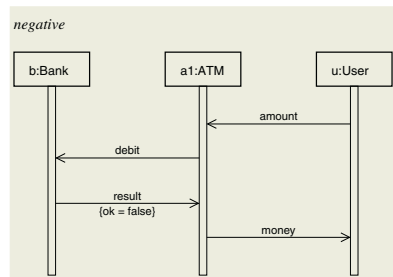 negative
b:Bank
a1:ATM
u:User
amount
debit
result
{ok = false}
money